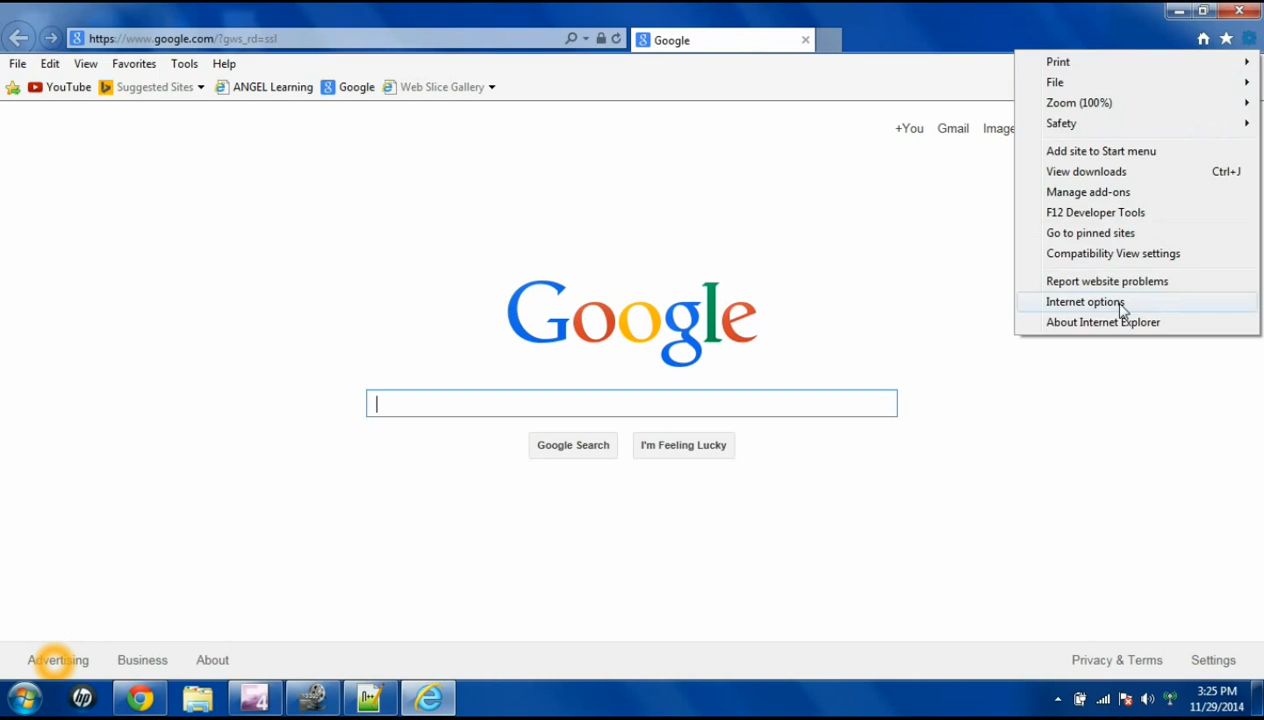 https://www.google.com/?gws_rd=ssl
Google
File Edit View Favorites Tools Help
YouTube Suggested Sites ANGEL Learning Google Web Slice Gallery
+You Gmail
Print
File
Zoom (100%)
Safety
Add site to Start menu
View downloads Ctrl+J
Manage add-ons
F12 Developer Tools
Go to pinned sites
Compatibility View settings
Report website problems
Internet options
About Internet Explorer
Google
Google Search I'm Feeling Lucky
Advertising Business About Privacy & Terms Settings
3:25 PM
11/29/2014